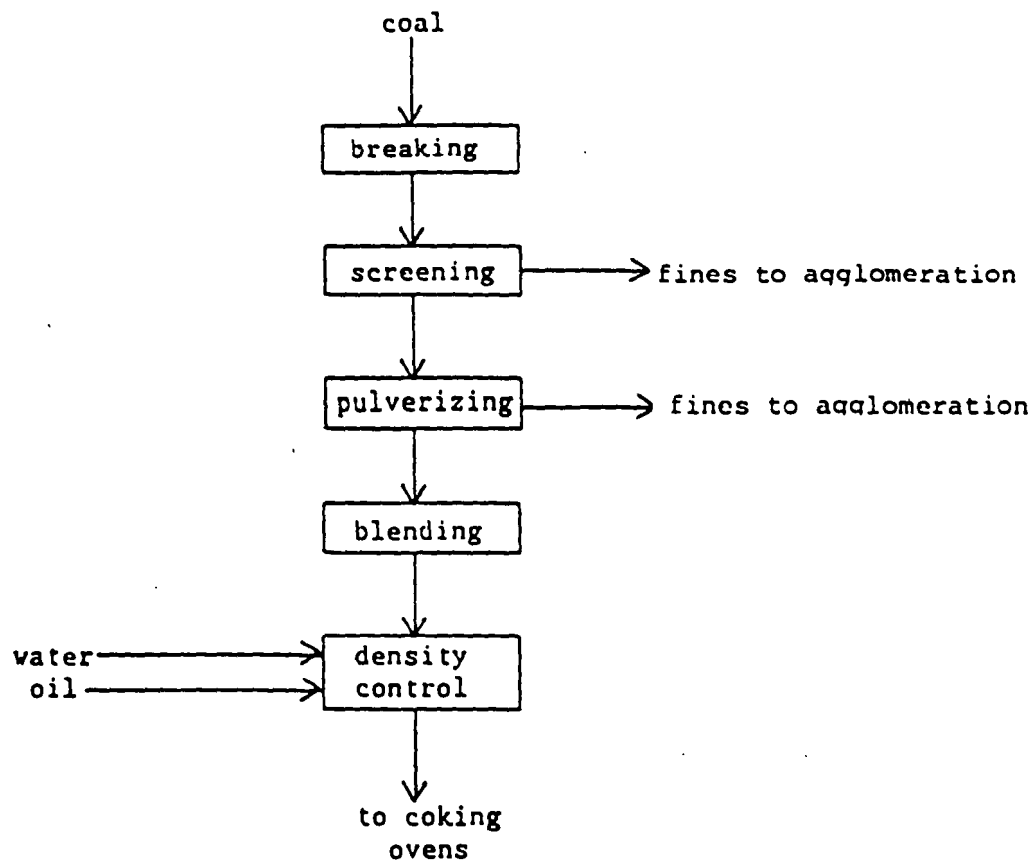 coal
breaking
screening
fines to agglomeration
pulverizing
fines to agglomeration
blending
water
oil
density
control
to coking
ovens